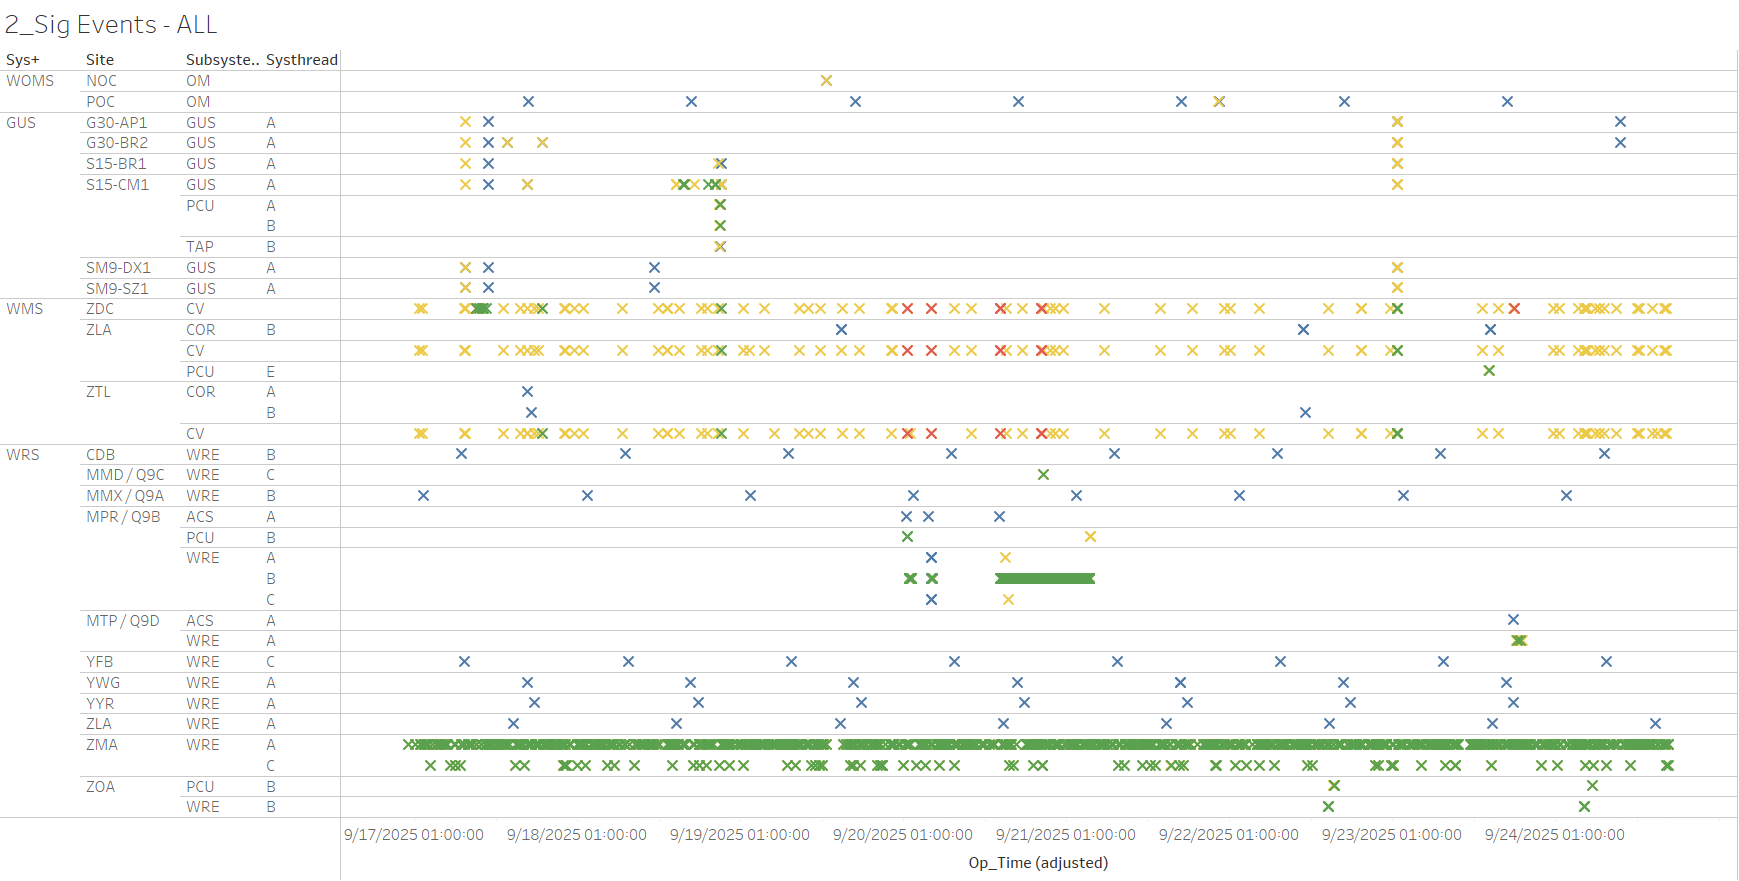 2_Sig Events - ALL
Sys+ Site Subsyste.. Systhread
WOMS NOC OM
POC OM
GUS G30-AP1 GUS A
G30-BR2 GUS A
S15-BR1 GUS A
S15-CM1 GUS A
PCU A
B
TAP B
SM9-DX1 GUS A
SM9-SZ1 GUS A
WMS ZDC CV
ZLA COR B
CV
PCU E
ZTL COR A
B
CV
WRS CDB WRE B
MMD / Q9C WRE C
MMX / Q9A WRE B
MPR / Q9B ACS A
PCU B
WRE A
B
C
MTP / Q9D ACS A
WRE A
YFB WRE C
YWG WRE A
YYR WRE A
ZLA WRE A
ZMA WRE A
C
ZOA PCU B
WRE B
9/17/2025 01:00:00 9/18/2025 01:00:00 9/19/2025 01:00:00 9/20/2025 01:00:00 9/21/2025 01:00:00 9/22/2025 01:00:00 9/23/2025 01:00:00 9/24/2025 01:00:00
Op_Time (adjusted)